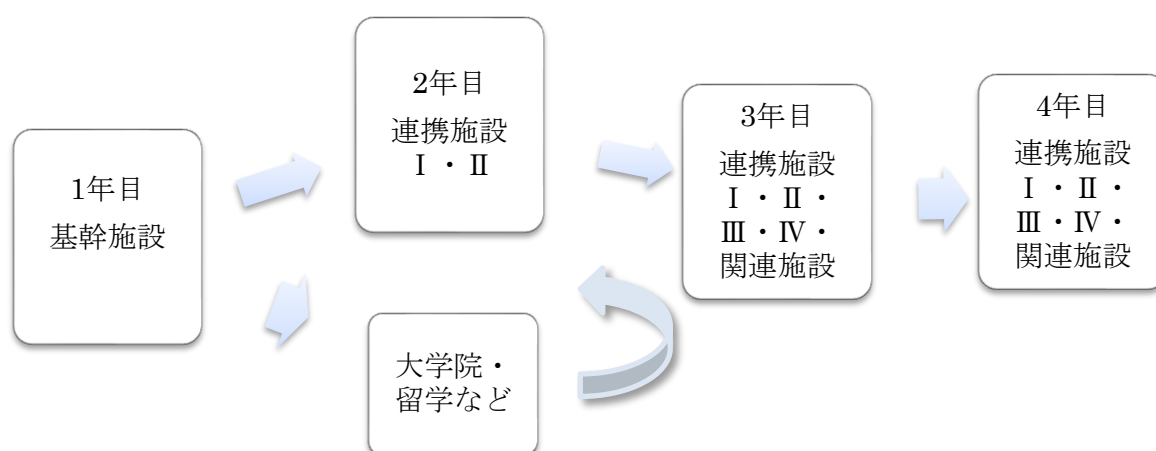 1年目
基幹施設
2年目
連携施設
Ⅰ・Ⅱ
大学院・
留学など
3年目
連携施設
Ⅰ・Ⅱ・
Ⅲ・Ⅳ・
関連施設
4年目
連携施設
Ⅰ・Ⅱ・
Ⅲ・Ⅳ・
関連施設